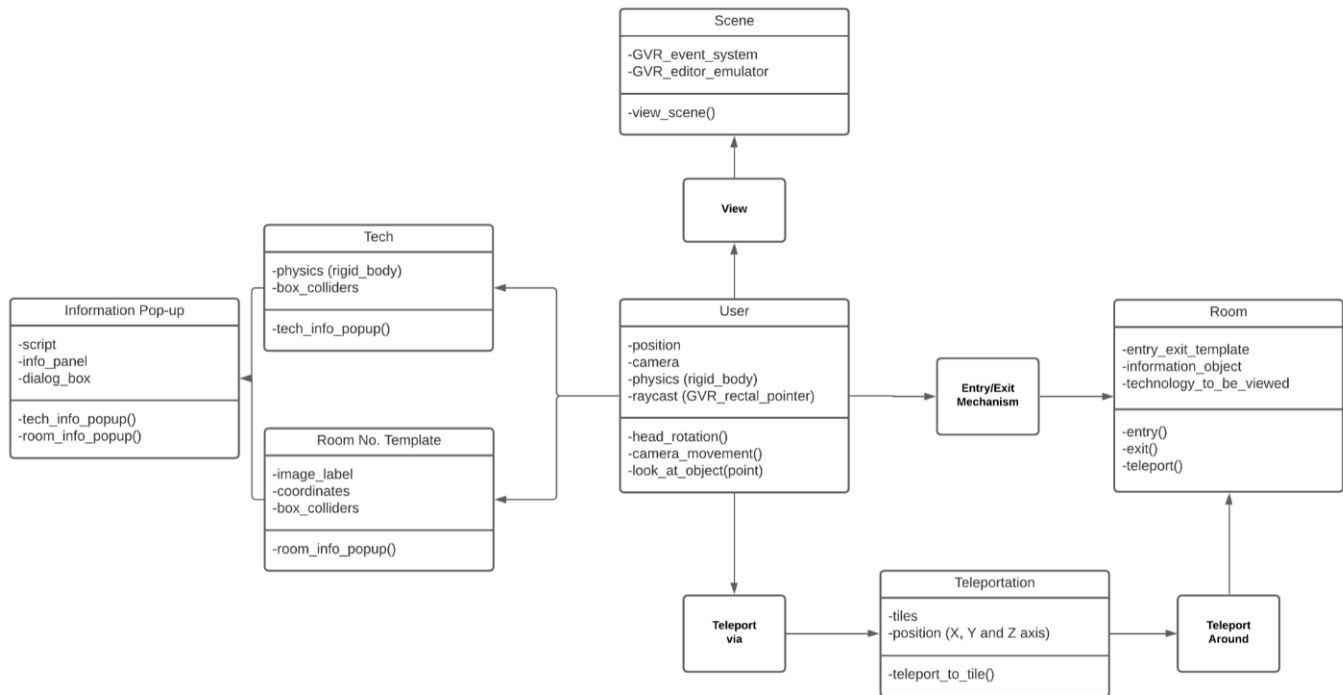 Scene
-GVR_event_system
-GVR_editor_emulator
-view_scene()
View
Tech
-physics (rigid_body)
-box_colliders
-tech_info_popup()
Information Pop-up
-script
-info_panel
-dialog_box
-tech_info_popup()
-room_info_popup()
Room No. Template
-image_label
-coordinates
-box_colliders
-room_info_popup()
User
-position
-camera
-physics (rigid_body)
-raycast (GVR_rectal_pointer)
-head_rotation()
-camera_movement()
-look_at_object(point)
Entry/Exit
Mechanism
Room
-entry_exit_template
-information_object
-technology_to_be_viewed
-entry()
-exit()
-teleport()
Teleport
via
Teleportation
-tiles
-position (X, Y and Z axis)
-teleport_to_tile()
Teleport
Around